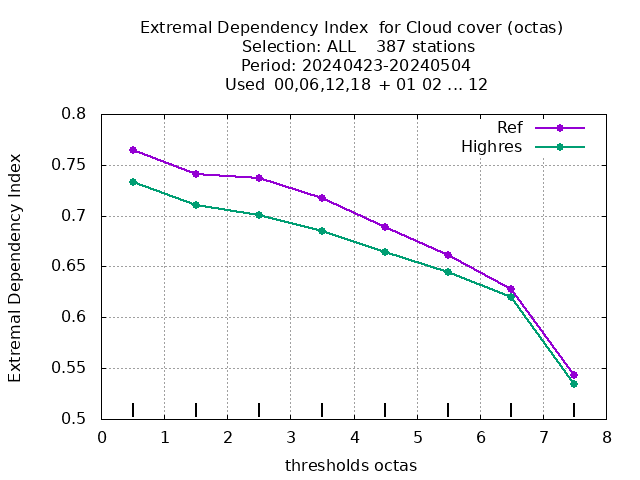 Extremal Dependency Index  for Cloud cover (octas)
Selection: ALL    387 stations
Period: 20240423-20240504
Used  00,06,12,18 + 01 02 ... 12
Ref
Highres
Extremal Dependency Index
0.8
0.75
0.7
0.65
0.6
0.55
0.5
0 1 2 3 4 5 6 7 8
thresholds octas